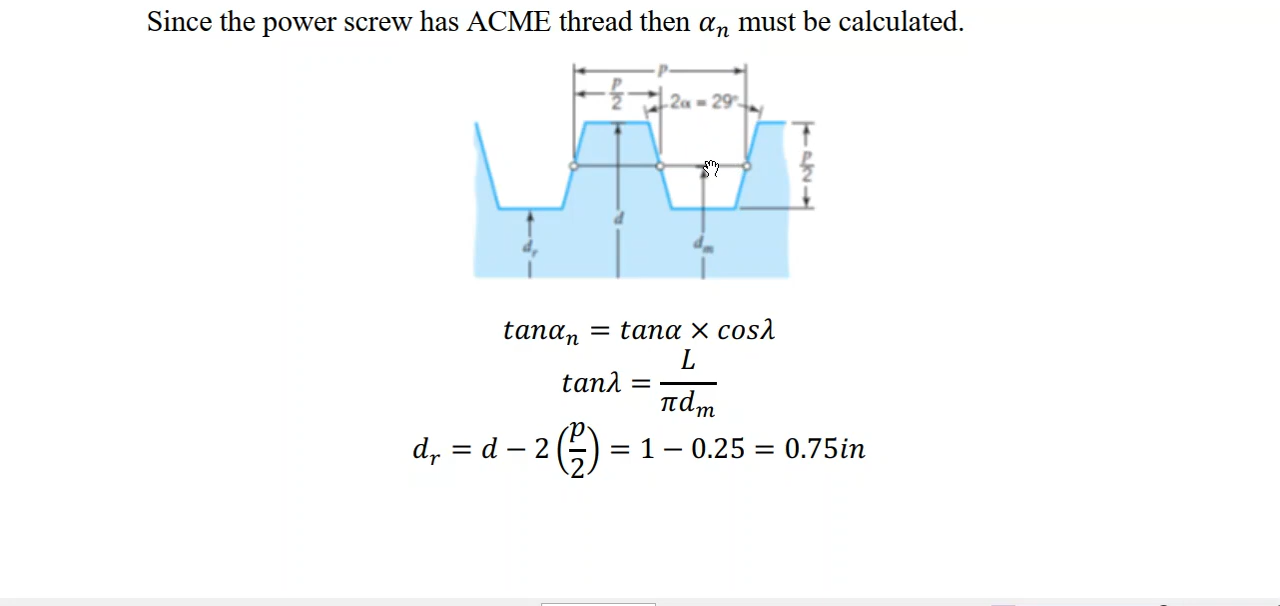 Since the power screw has ACME thread then αₙ must be calculated.
p
p/2
2α = 29°
p/2
d
dᵣ
dₘ
tanαₙ = tanα × cosλ
tanλ = L/πdₘ
dᵣ = d − 2(p/2) = 1 − 0.25 = 0.75in